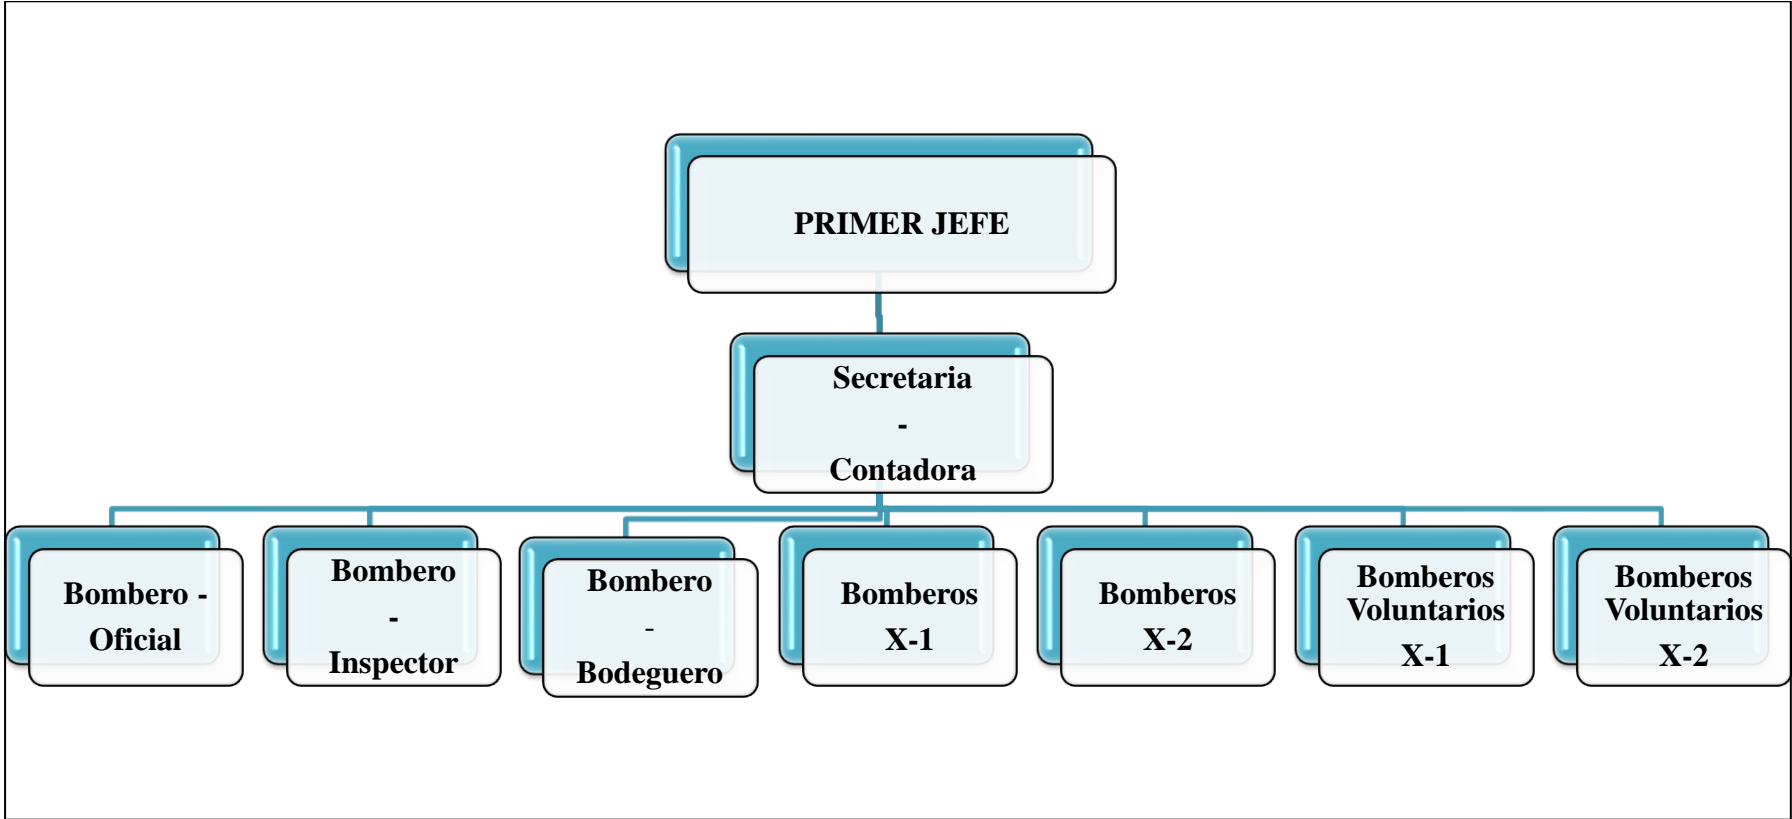 PRIMER JEFE
Secretaria
-
Contadora
Bombero -
Oficial
Bombero
-
Inspector
Bombero
-
Bodeguero
Bomberos
X-1
Bomberos
X-2
Bomberos
Voluntarios
X-1
Bomberos
Voluntarios
X-2